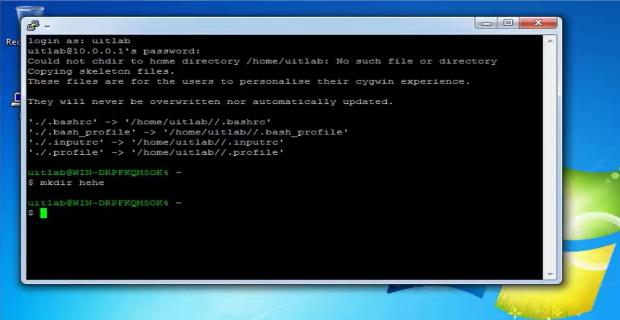 Rec
~
login as: uitlab
uitlab@10.0.0.1's password:
Could not chdir to home directory /home/uitlab: No such file or directory
Copying skeleton files.
These files are for the users to personalise their cygwin experience.
They will never be overwritten nor automatically updated.
'./.bashrc' -> '/home/uitlab//.bashrc'
'./.bash_profile' -> '/home/uitlab//.bash_profile'
'./.inputrc' -> '/home/uitlab//.inputrc'
'./.profile' -> '/home/uitlab//.profile'
uitlab@WIN-DRPFKQM5OK4 ~
$ mkdir hehe
uitlab@WIN-DRPFKQM5OK4 ~
$